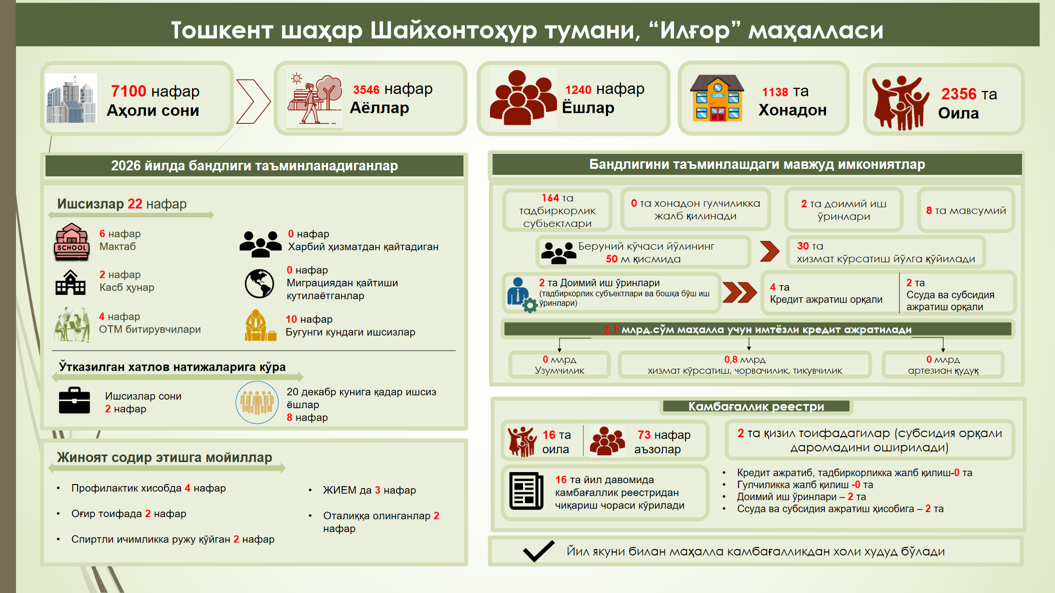 Тошкент шаҳар Шайхонтоҳур тумани, “Илғор” маҳалласи
7100 нафар
Аҳоли сони
3546 нафар
Аёллар
1240 нафар
Ёшлар
1138 та
Хонадон
2356 та
Оила
2026 йилда бандлиги таъминланадиганлар
Ишсизлар 22 нафар
SCHOOL
6 нафар
Мактаб
0 нафар
Харбий ҳизматдан қайтадиган
2 нафар
Касб ҳунар
0 нафар
Миграциядан қайтиши
кутилаётганлар
4 нафар
ОТМ битирувчилари
10 нафар
Бугунги кундаги ишсизлар
Ўтказилган хатлов натижаларига кўра
Ишсизлар сони
2 нафар
20 декабр кунига қадар ишсиз
ёшлар
8 нафар
Жиноят содир этишга мойиллар
• Профилактик хисобда 4 нафар
• Оғир тоифада 2 нафар
• Спиртли ичимликка ружу қўйган 2 нафар
• ЖИЕМ да 3 нафар
• Оталиққа олинганлар 2
нафар
Бандлигини таъминлашдаги мавжуд имкониятлар
164 та
тадбиркорлик
субъектлари
0 та хонадон гулчиликка
жалб қилинади
2 та доимий иш
ўринлари
8 та мавсумий
Беруний кўчаси йўлининг
50 м қисмида
30 та
хизмат кўрсатиш йўлга қўйилади
2 та Доимий иш ўринлари
(тадбиркорлик субъектлари ва бошқа бўш иш
ўринлари)
4 та
Кредит ажратиш орқали
2 та
Ссуда ва субсидия
ажратиш орқали
2,1 млрд.сўм маҳалла учун имтёзли кредит ажратилади
0 млрд
Узумчилик
0,8 млрд
хизмат кўрсатиш, чорвачилик, тикувчилик
0 млрд
артезиан қудуқ
Камбағаллик реестри
16 та
оила
73 нафар
аъзолар
2 та қизил тоифадагилар (субсидия орқали
даромадини оширилади)
16 та йил давомида
камбағаллик реестридан
чиқариш чораси кўрилади
• Кредит ажратиб, тадбиркорликка жалб қилиш-0 та
• Гулчиликка жалб қилиш -0 та
• Доимий иш ўринлари – 2 та
• Ссуда ва субсидия ажратиш ҳисобига – 2 та
Йил якуни билан маҳалла камбағалликдан холи худуд бўлади